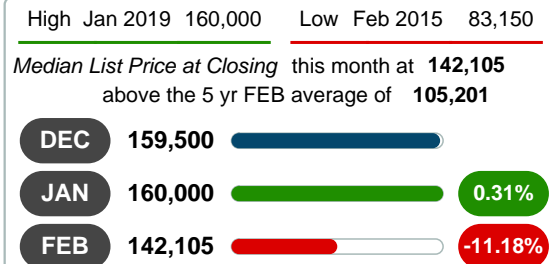 High Jan 2019 160,000 Low Feb 2015 83,150
Median List Price at Closing this month at 142,105
above the 5 yr FEB average of 105,201
DEC 159,500
JAN 160,000 0.31%
FEB 142,105 -11.18%